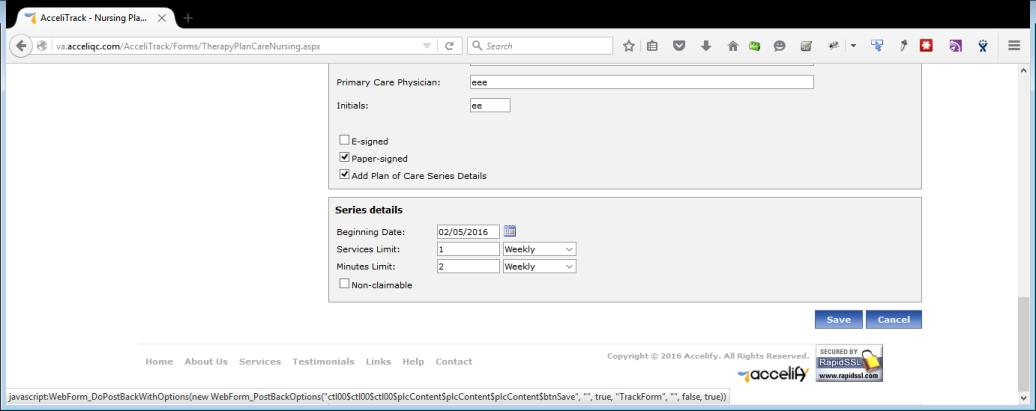 AcceliTrack - Nursing Pla...
va.acceliqc.com/AcceliTrack/Forms/TherapyPlanCareNursing.aspx
Search
Primary Care Physician: eee
Initials: ee
E-signed
Paper-signed
Add Plan of Care Series Details
Series details
Beginning Date: 02/05/2016
Services Limit: 1 Weekly
Minutes Limit: 2 Weekly
Non-claimable
Save Cancel
Home About Us Services Testimonials Links Help Contact
Copyright © 2016 Accelify. All Rights Reserved.
accelify
SECURED BY
RapidSSL
www.rapidssl.com
javascript:WebForm_DoPostBackWithOptions(new WebForm_PostBackOptions("ctl00$ctl00$ctl00$plcContent$plcContent$plcContent$btnSave", "", true, "TrackForm", "", false, true))